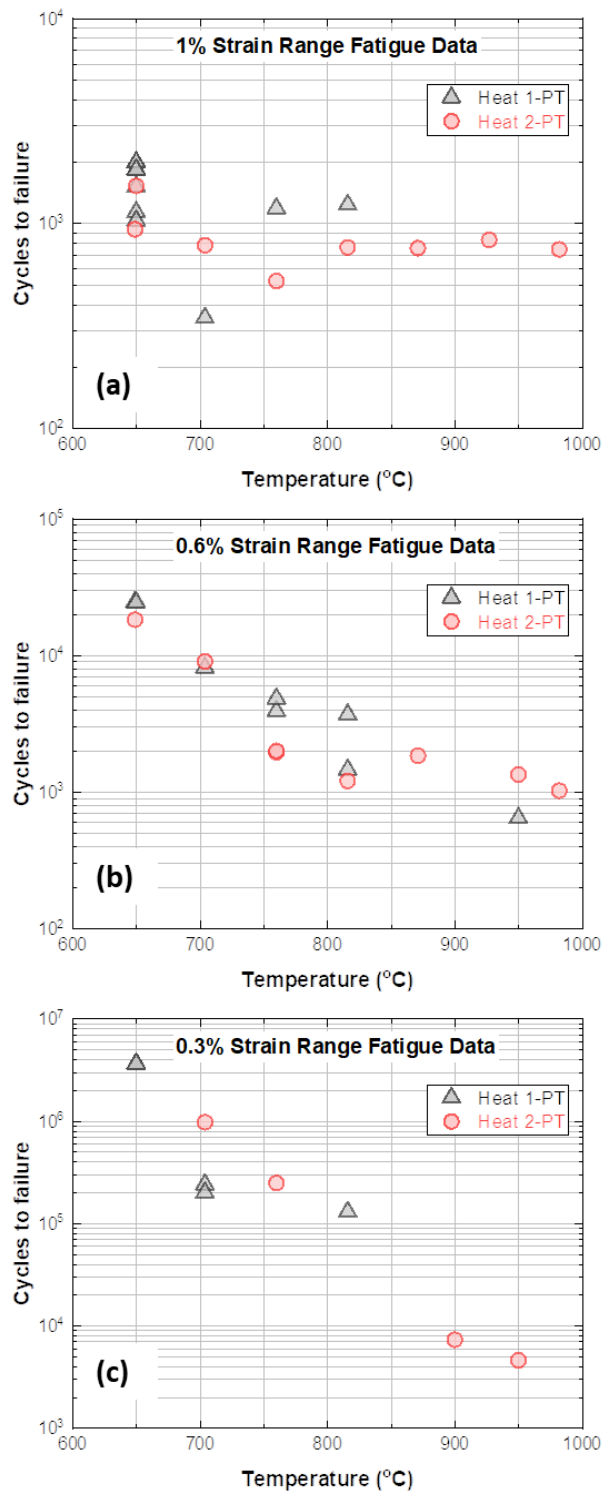 1% Strain Range Fatigue Data
Heat 1-PT
Heat 2-PT
10^4
10^3
10^2
Cycles to failure
(a)
600 700 800 900 1000
Temperature (°C)
0.6% Strain Range Fatigue Data
Heat 1-PT
Heat 2-PT
10^5
10^4
10^3
10^2
Cycles to failure
(b)
600 700 800 900 1000
Temperature (°C)
0.3% Strain Range Fatigue Data
Heat 1-PT
Heat 2-PT
10^7
10^6
10^5
10^4
10^3
Cycles to failure
(c)
600 700 800 900 1000
Temperature (°C)